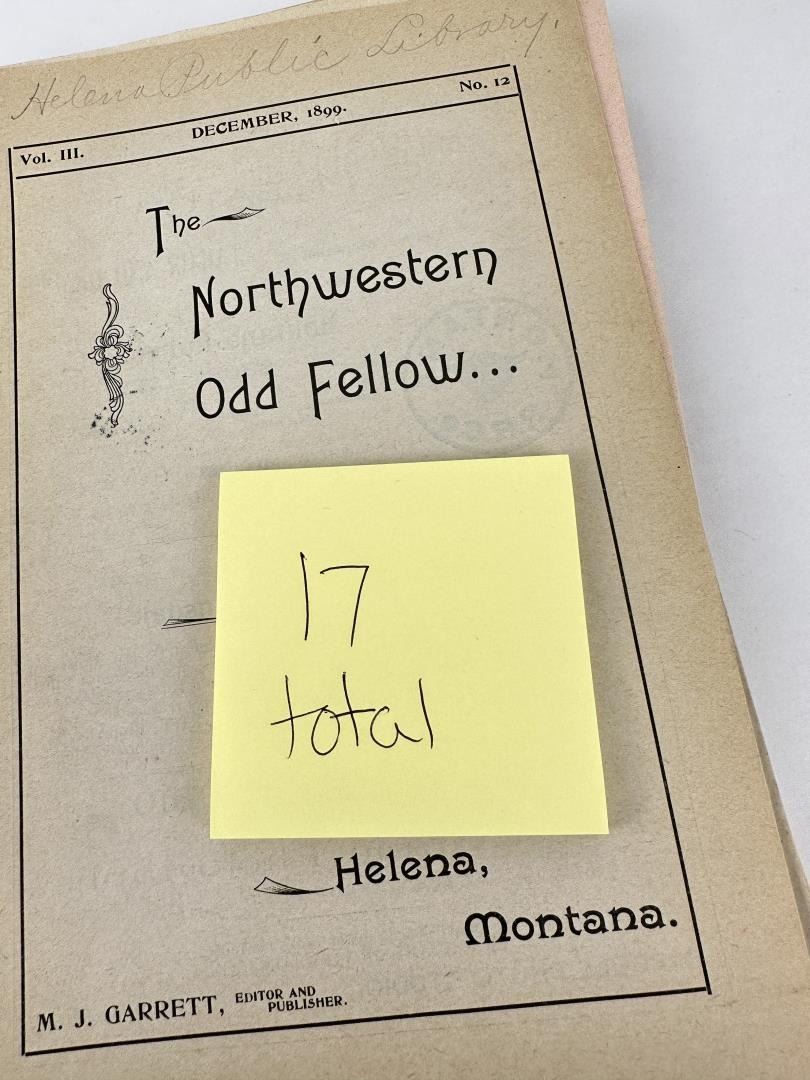 Helena Public Library.
Vol. III. DECEMBER, 1899. No. 12
The
Northwestern
Odd Fellow...
17
total
Helena,
Montana.
M. J. GARRETT, EDITOR AND
PUBLISHER.